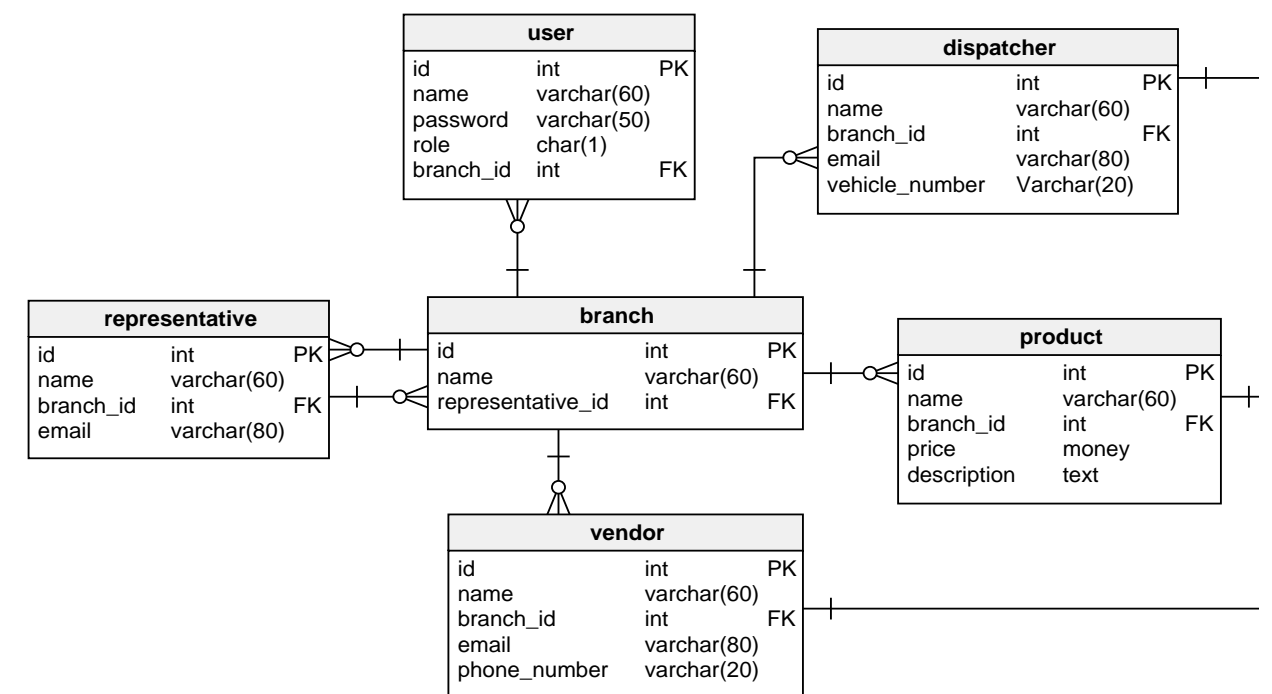 user
id int PK
name varchar(60)
password varchar(50)
role char(1)
branch_id int FK
dispatcher
id int PK
name varchar(60)
branch_id int FK
email varchar(80)
vehicle_number Varchar(20)
representative
id int PK
name varchar(60)
branch_id int FK
email varchar(80)
branch
id int PK
name varchar(60)
representative_id int FK
product
id int PK
name varchar(60)
branch_id int FK
price money
description text
vendor
id int PK
name varchar(60)
branch_id int FK
email varchar(80)
phone_number varchar(20)